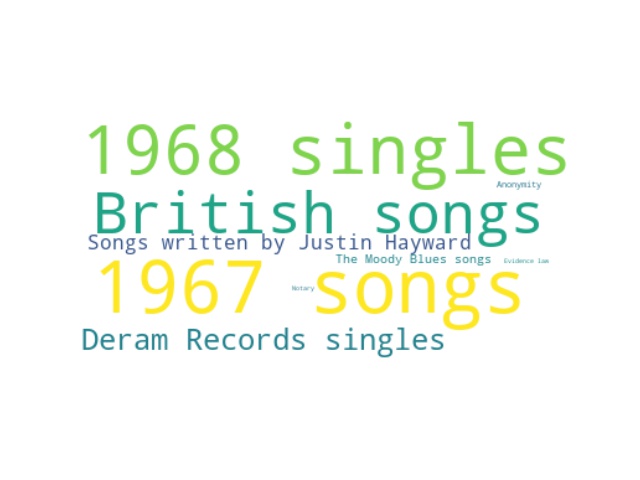 1968 singles
Anonymity
British songs
Songs written by Justin Hayward
The Moody Blues songs
Evidence law
1967 songs
Notary
Deram Records singles